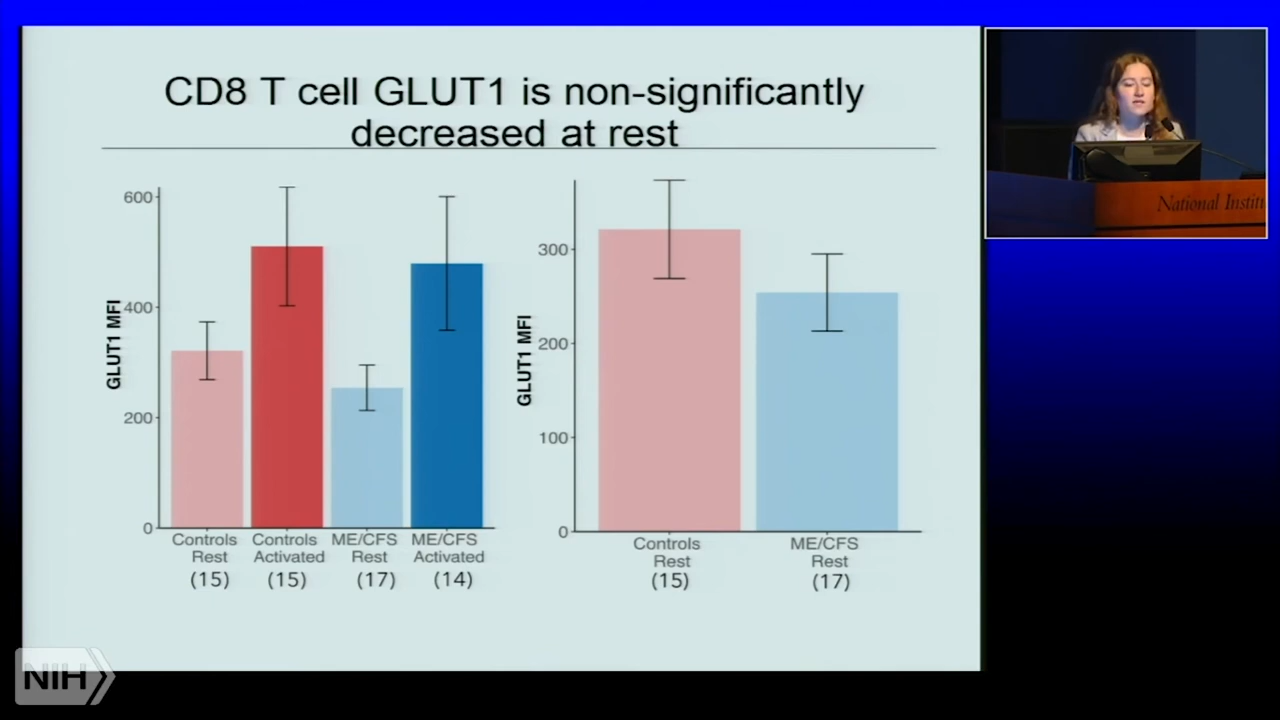 CD8 T cell GLUT1 is non-significantly
decreased at rest
GLUT1 MFI
600
400
200
0
Controls Rest (15)
Controls Activated (15)
ME/CFS Rest (17)
ME/CFS Activated (14)
GLUT1 MFI
300
200
100
0
Controls Rest (15)
ME/CFS Rest (17)
National Instit
NIH